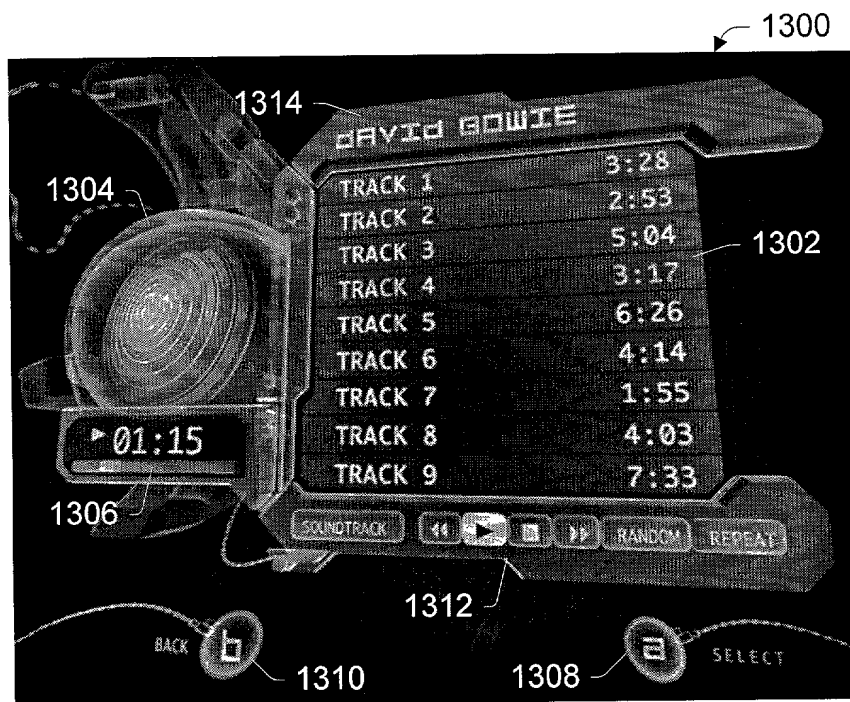 1300
1314
dAVId BOWIE
1304
TRACK 1 3:28
TRACK 2 2:53
TRACK 3 5:04
1302
TRACK 4 3:17
TRACK 5 6:26
TRACK 6 4:14
TRACK 7 1:55
01:15
TRACK 8 4:03
TRACK 9 7:33
1306
SOUNDTRACK RANDOM REPEAT
1312
BACK b
a SELECT
1310
1308